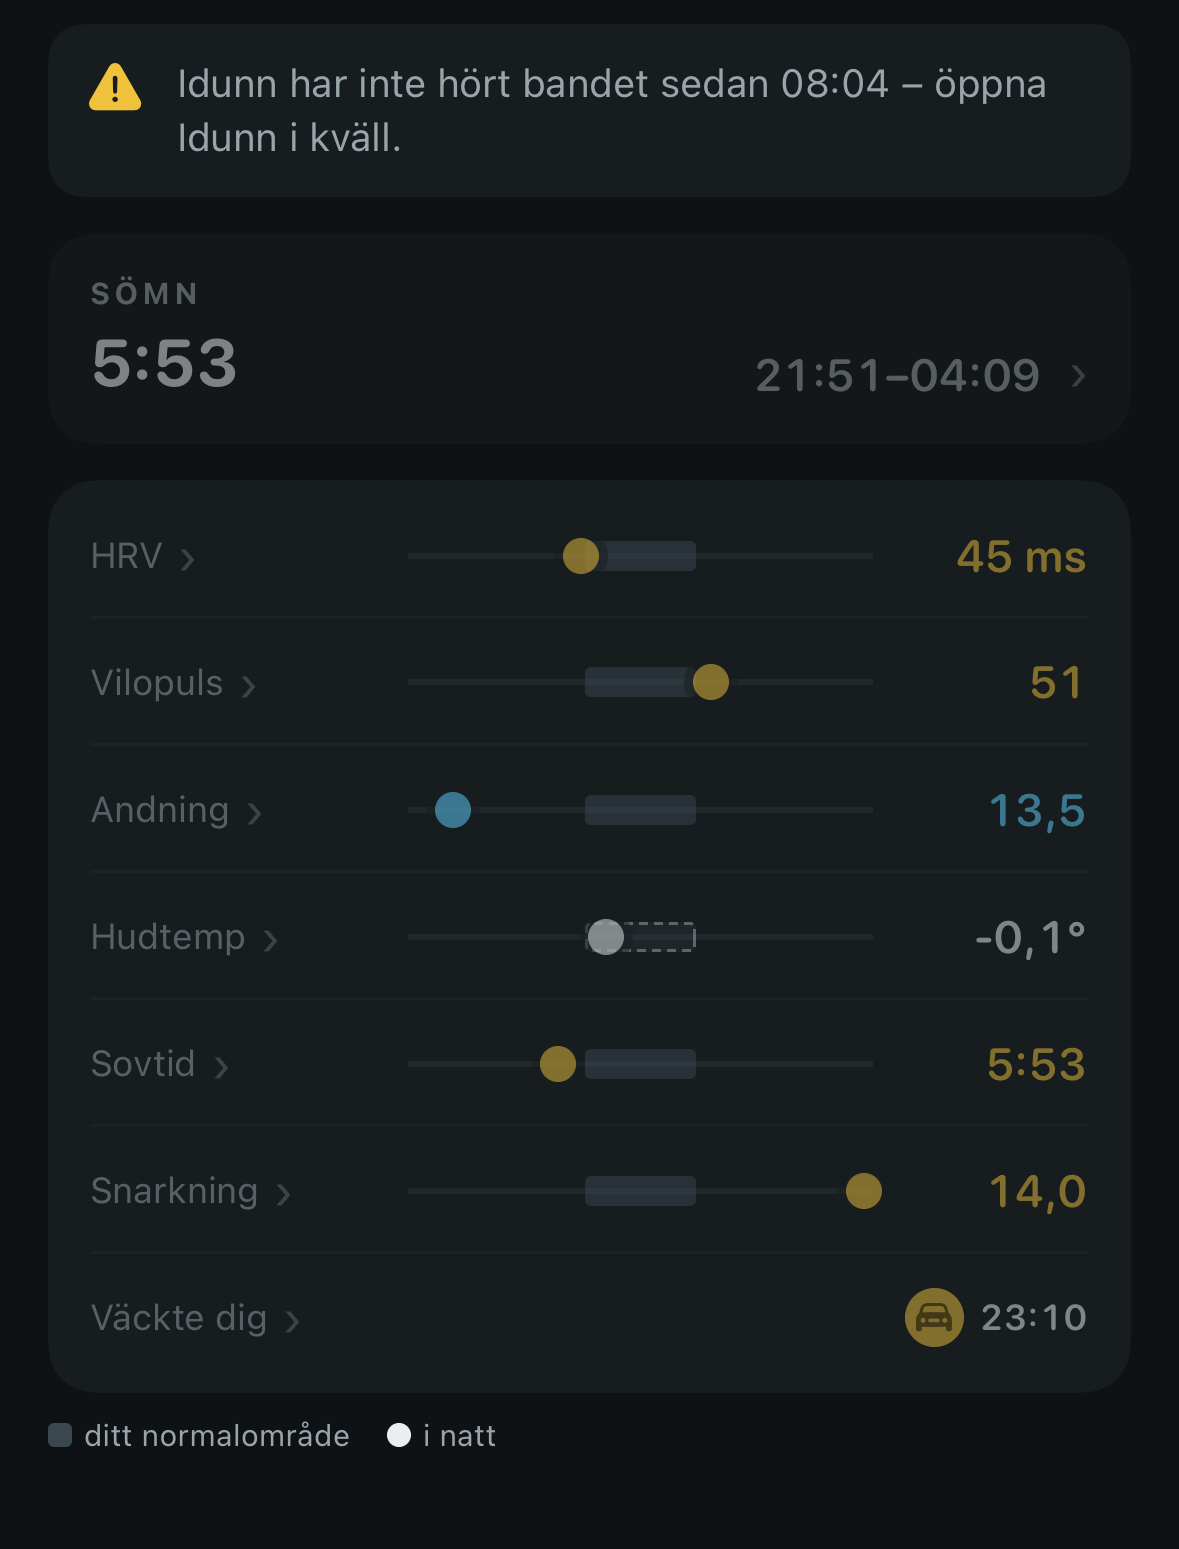 Idunn har inte hört bandet sedan 08:04 – öppna
Idunn i kväll.
SÖMN
5:53
21:51–04:09
HRV
45 ms
Vilopuls
51
Andning
13,5
Hudtemp
-0,1°
Sovtid
5:53
Snarkning
14,0
Väckte dig
23:10
ditt normalområde
i natt